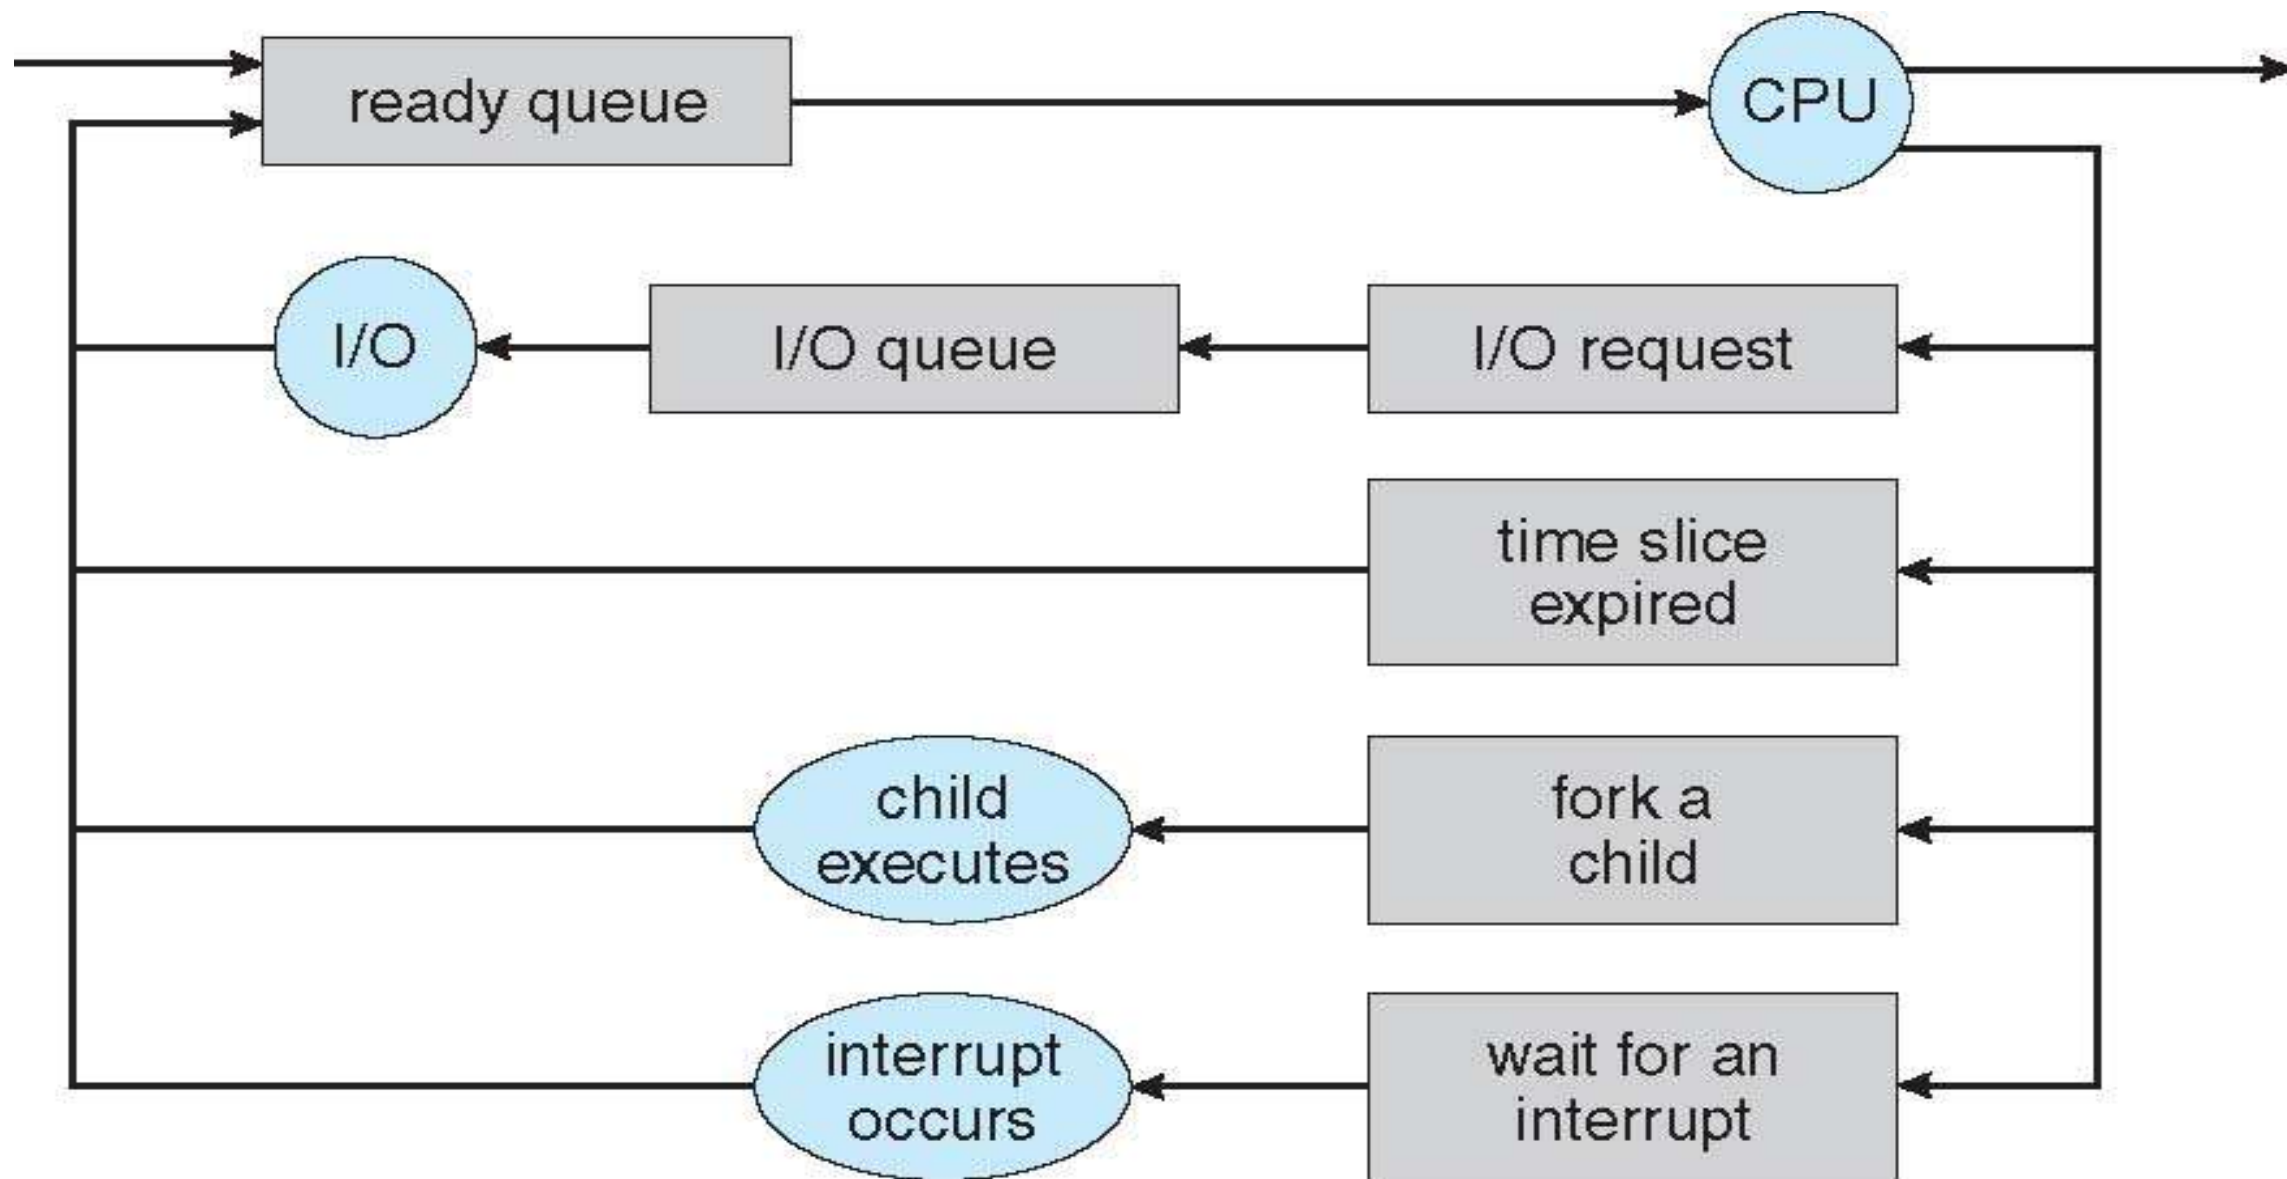 ready queue
CPU
I/O
I/O queue
I/O request
time slice
expired
child
executes
fork a
child
interrupt
occurs
wait for an
interrupt